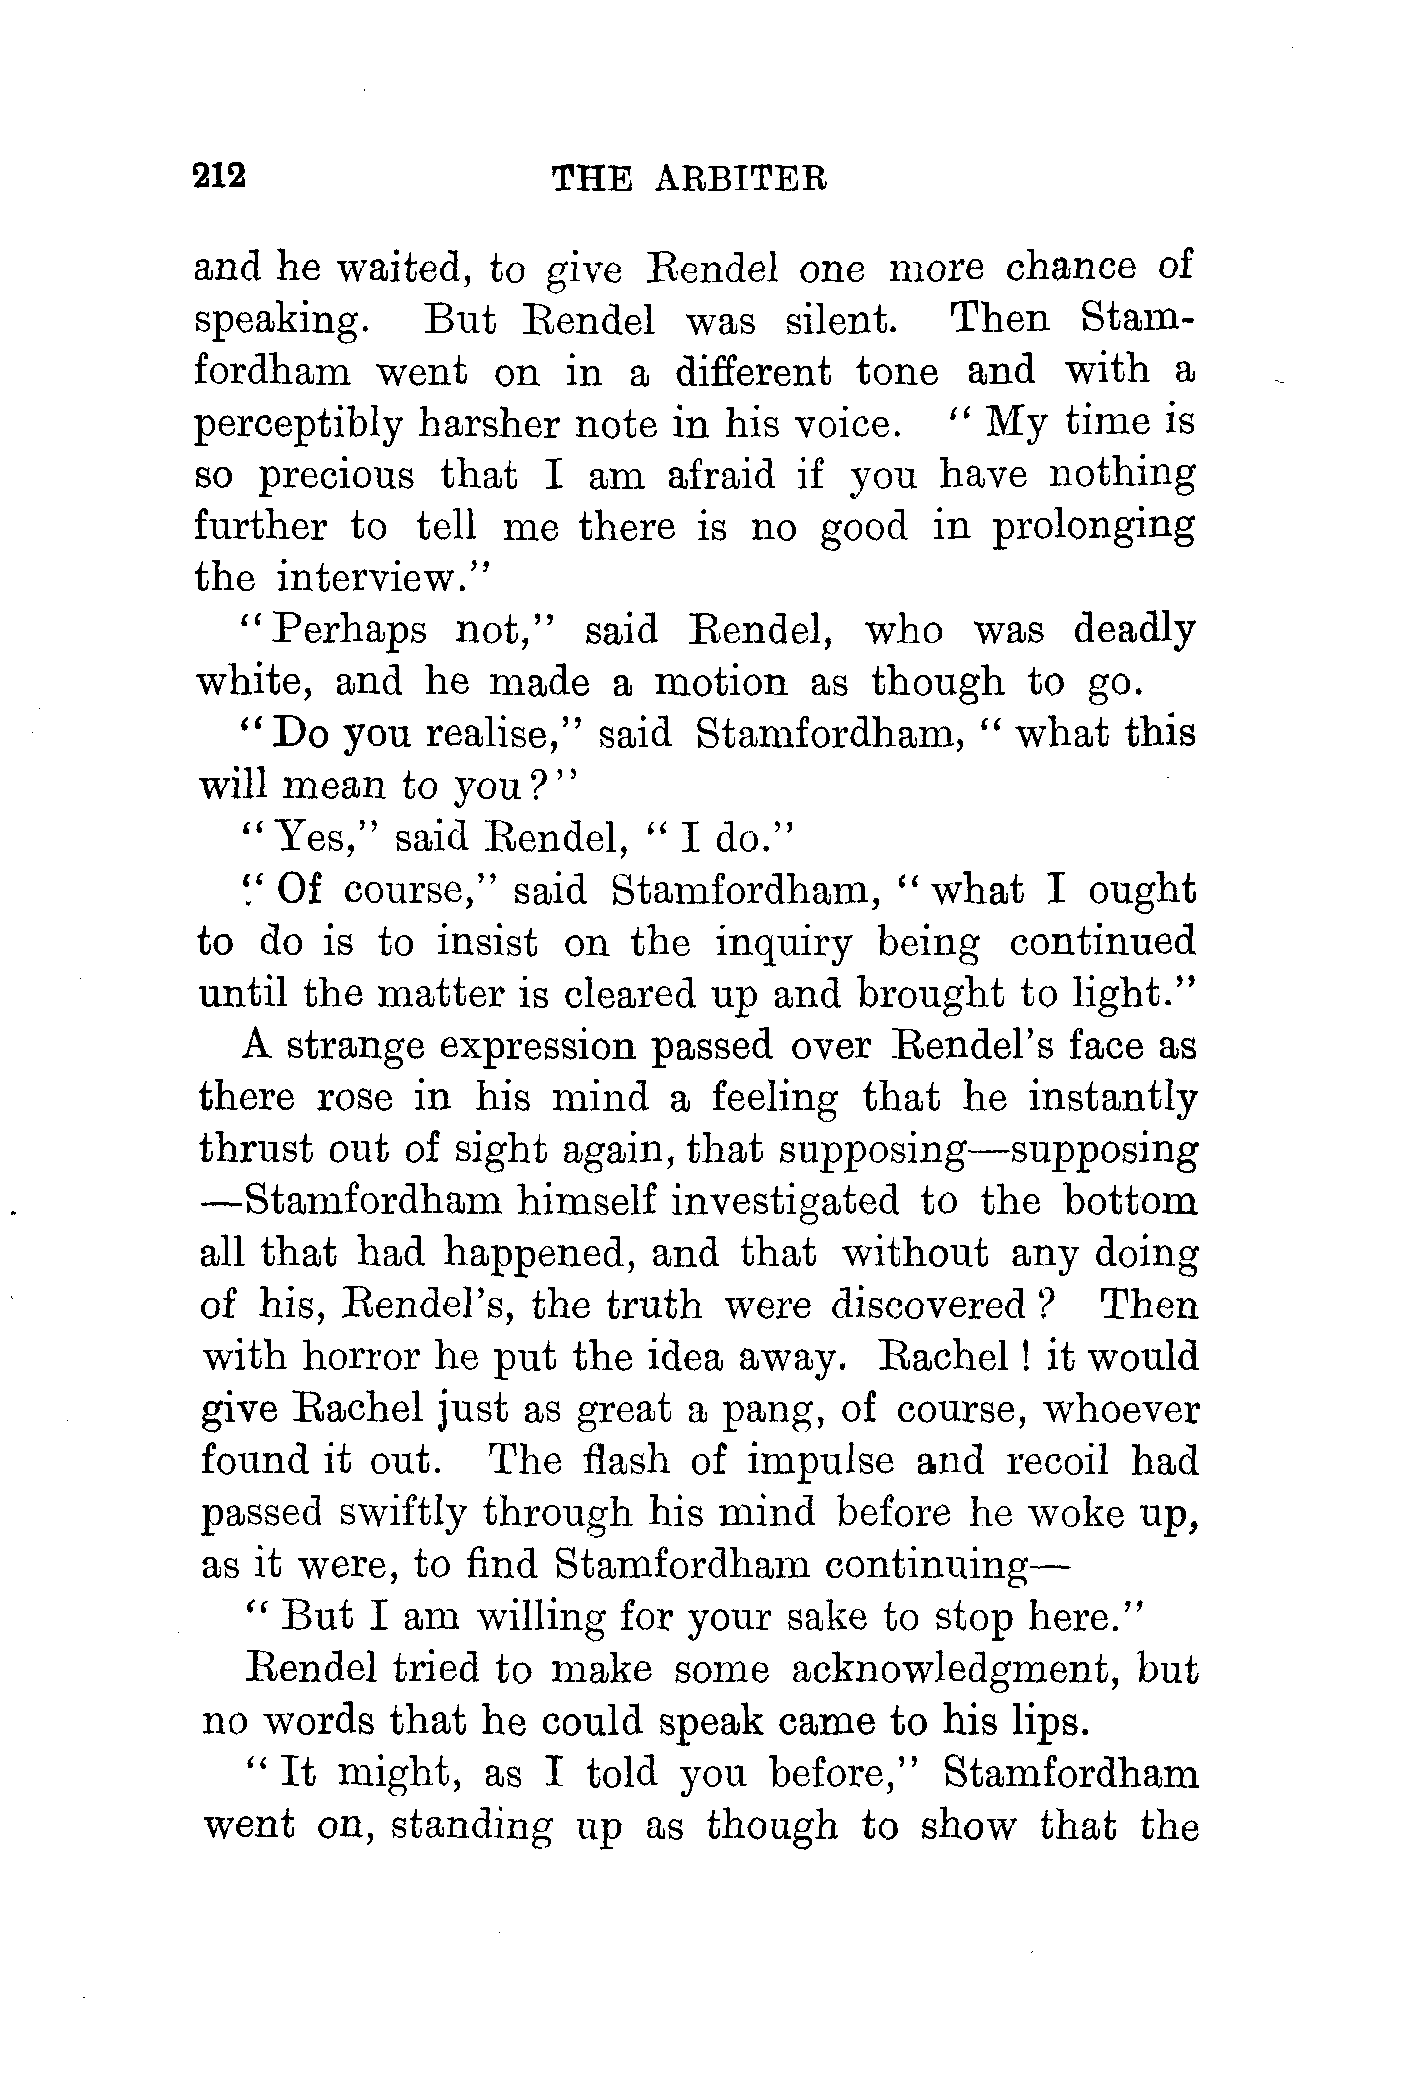 212 THE ARBITER
and he waited, to give Rendel one more chance of
speaking. But Rendel was silent. Then Stam-
fordham went on in a different tone and with a
perceptibly harsher note in his voice. “ My time is
so precious that I am afraid if you have nothing
further to tell me there is no good in prolonging
the interview.”
“ Perhaps not,” said Rendel, who was deadly
white, and he made a motion as though to go.
“ Do you realise,” said Stamfordham, “ what this
will mean to you?”
“ Yes,” said Rendel, “ I do.”
“ Of course,” said Stamfordham, “ what I ought
to do is to insist on the inquiry being continued
until the matter is cleared up and brought to light.”
A strange expression passed over Rendel’s face as
there rose in his mind a feeling that he instantly
thrust out of sight again, that supposing—supposing
—Stamfordham himself investigated to the bottom
all that had happened, and that without any doing
of his, Rendel’s, the truth were discovered ? Then
with horror he put the idea away. Rachel ! it would
give Rachel just as great a pang, of course, whoever
found it out. The flash of impulse and recoil had
passed swiftly through his mind before he woke up,
as it were, to find Stamfordham continuing—
“ But I am willing for your sake to stop here.”
Rendel tried to make some acknowledgment, but
no words that he could speak came to his lips.
“ It might, as I told you before,” Stamfordham
went on, standing up as though to show that the